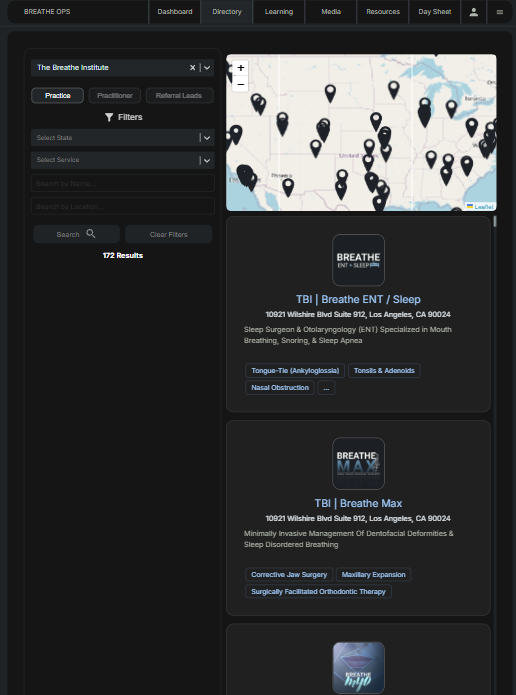 BREATHE OPS
Dashboard
Directory
Learning
Media
Resources
Day Sheet
The Breathe Institute
Practice
Practitioner
Referral Leads
Filters
Select State
Select Service
Search by Name...
Search by Location...
Search
Clear Filters
172 Results
+
−
United States
Phoenix
Leaflet
BREATHE
ENT + SLEEP
TBI | Breathe ENT / Sleep
10921 Wilshire Blvd Suite 912, Los Angeles, CA 90024
Sleep Surgeon & Otolaryngology (ENT) Specialized in Mouth
Breathing, Snoring, & Sleep Apnea
Tongue-Tie (Ankyloglossia)
Tonsils & Adenoids
Nasal Obstruction
...
BREATHE
MAX
TBI | Breathe Max
10921 Wilshire Blvd Suite 912, Los Angeles, CA 90024
Minimally Invasive Management Of Dentofacial Deformities &
Sleep Disordered Breathing
Corrective Jaw Surgery
Maxillary Expansion
Surgically Facilitated Orthodontic Therapy
BREATHE
myo